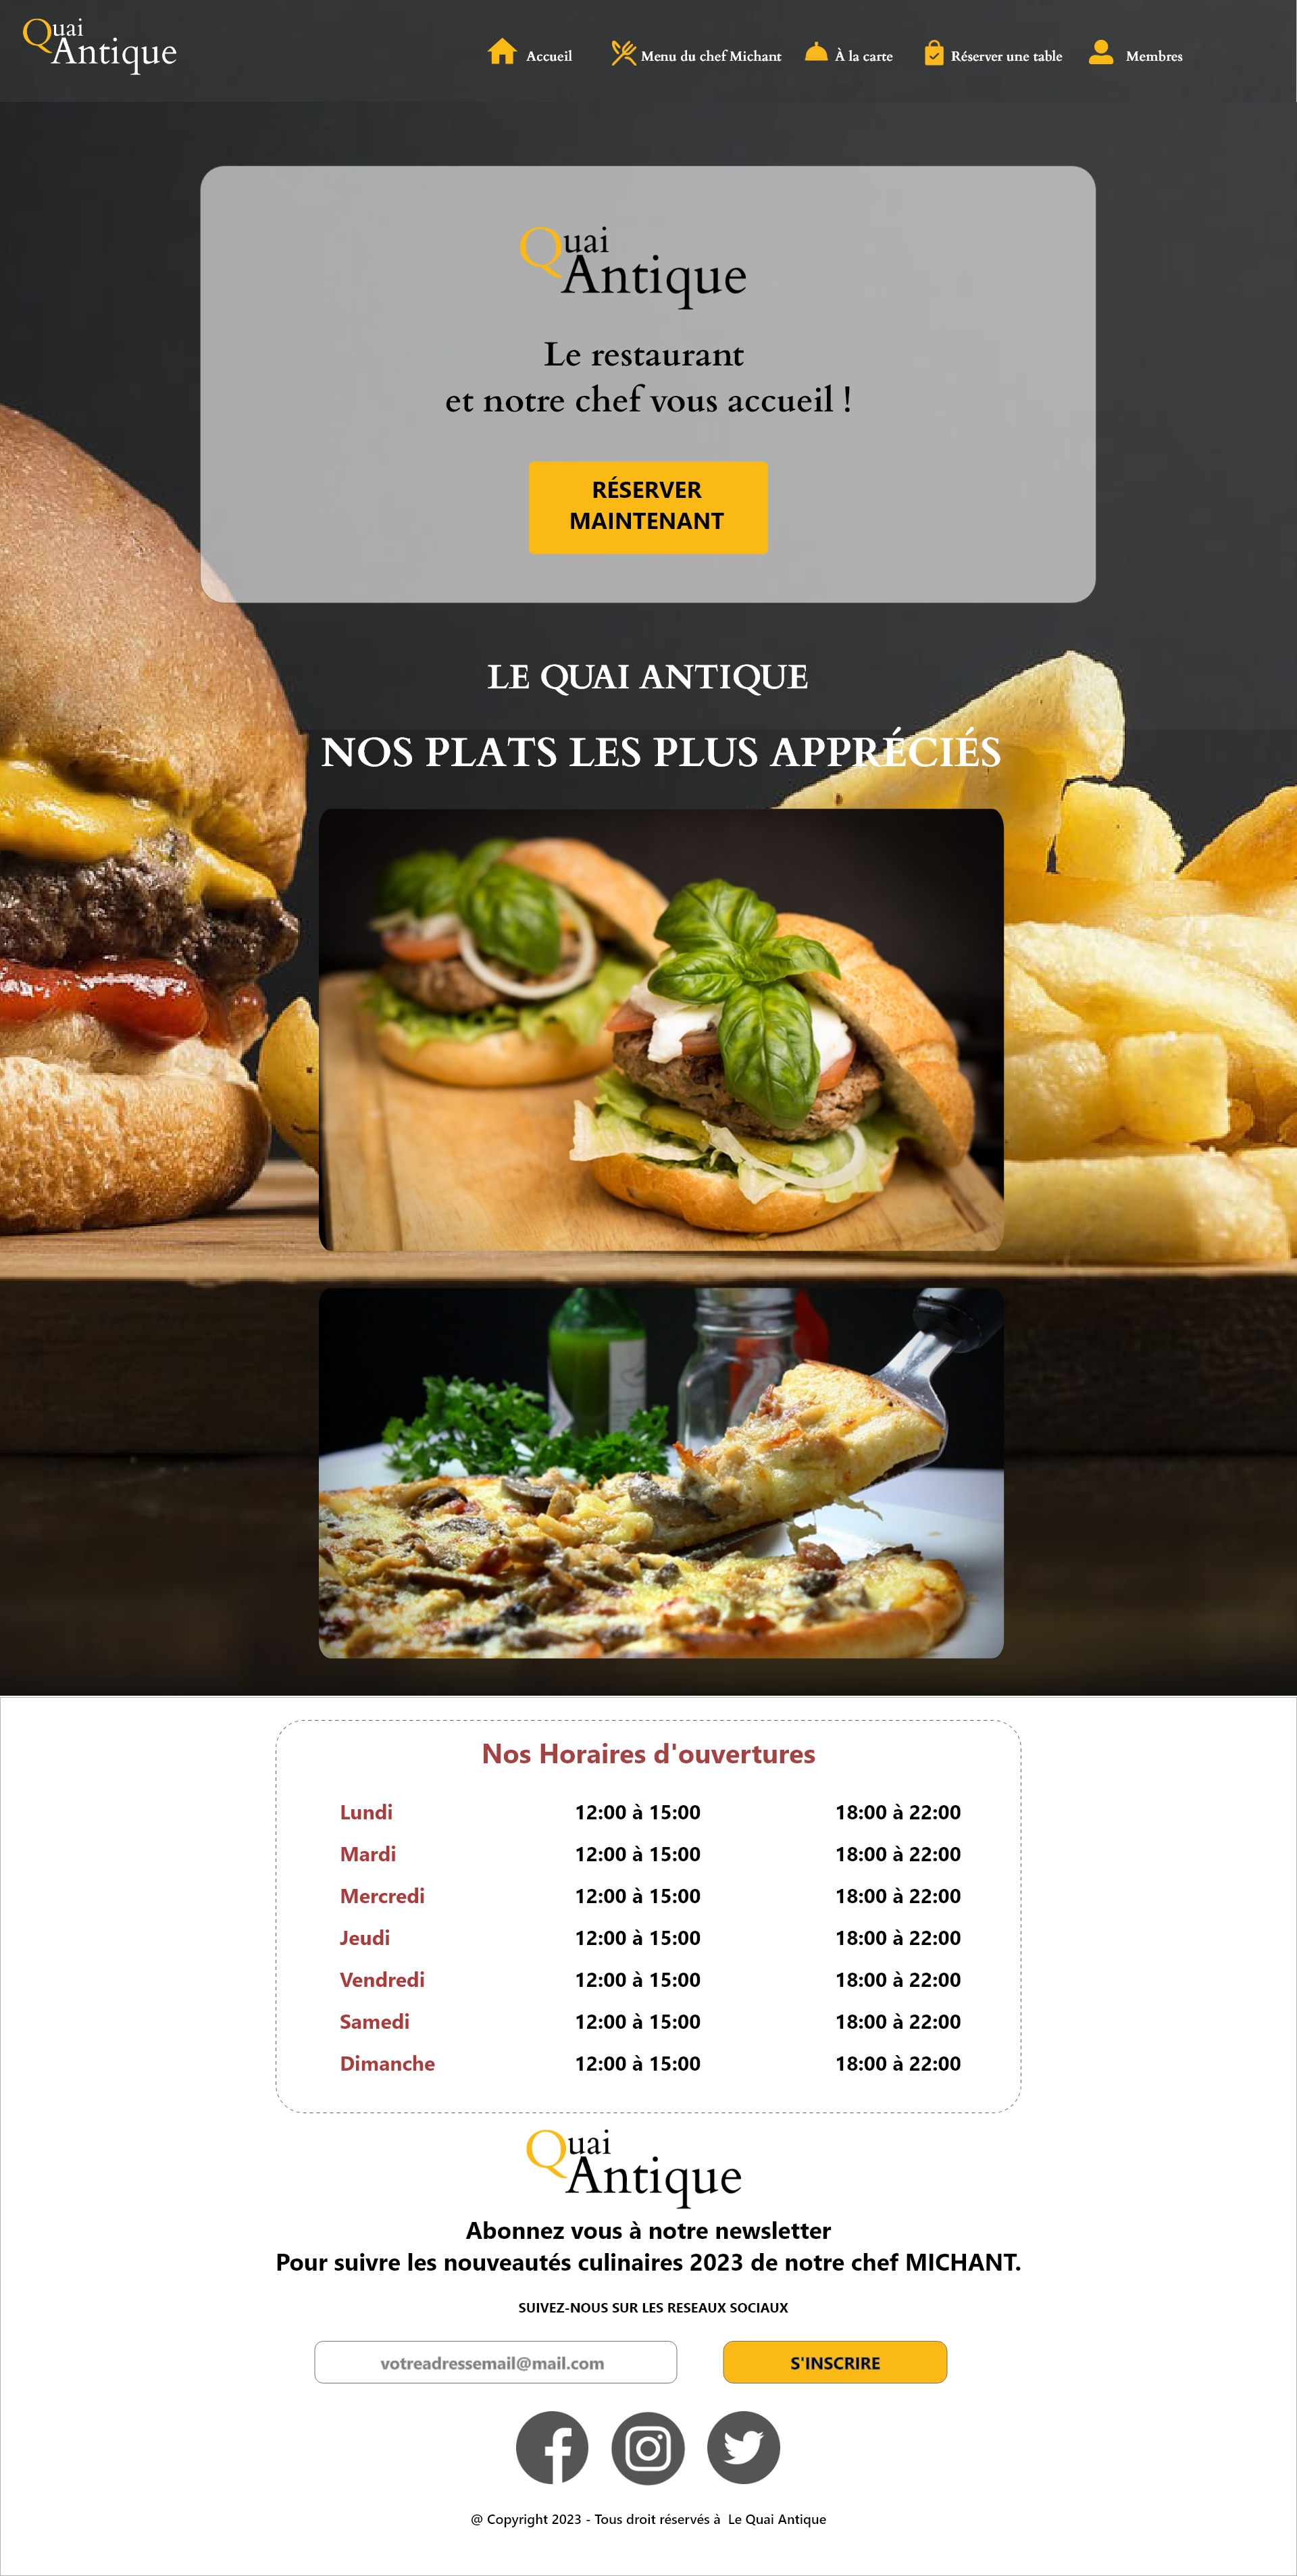 Quai
Antique
Accueil
Menu du chef Michant
À la carte
Réserver une table
Membres
Quai
Antique
Le restaurant
et notre chef vous accueil !
RÉSERVER
MAINTENANT
LE QUAI ANTIQUE
NOS PLATS LES PLUS APPRÉCIÉS
Nos Horaires d'ouvertures
Lundi 12:00 à 15:00 18:00 à 22:00
Mardi 12:00 à 15:00 18:00 à 22:00
Mercredi 12:00 à 15:00 18:00 à 22:00
Jeudi 12:00 à 15:00 18:00 à 22:00
Vendredi 12:00 à 15:00 18:00 à 22:00
Samedi 12:00 à 15:00 18:00 à 22:00
Dimanche 12:00 à 15:00 18:00 à 22:00
Quai
Antique
Abonnez vous à notre newsletter
Pour suivre les nouveautés culinaires 2023 de notre chef MICHANT.
SUIVEZ-NOUS SUR LES RESEAUX SOCIAUX
votreadressemail@mail.com
S'INSCRIRE
@ Copyright 2023 - Tous droit réservés à Le Quai Antique